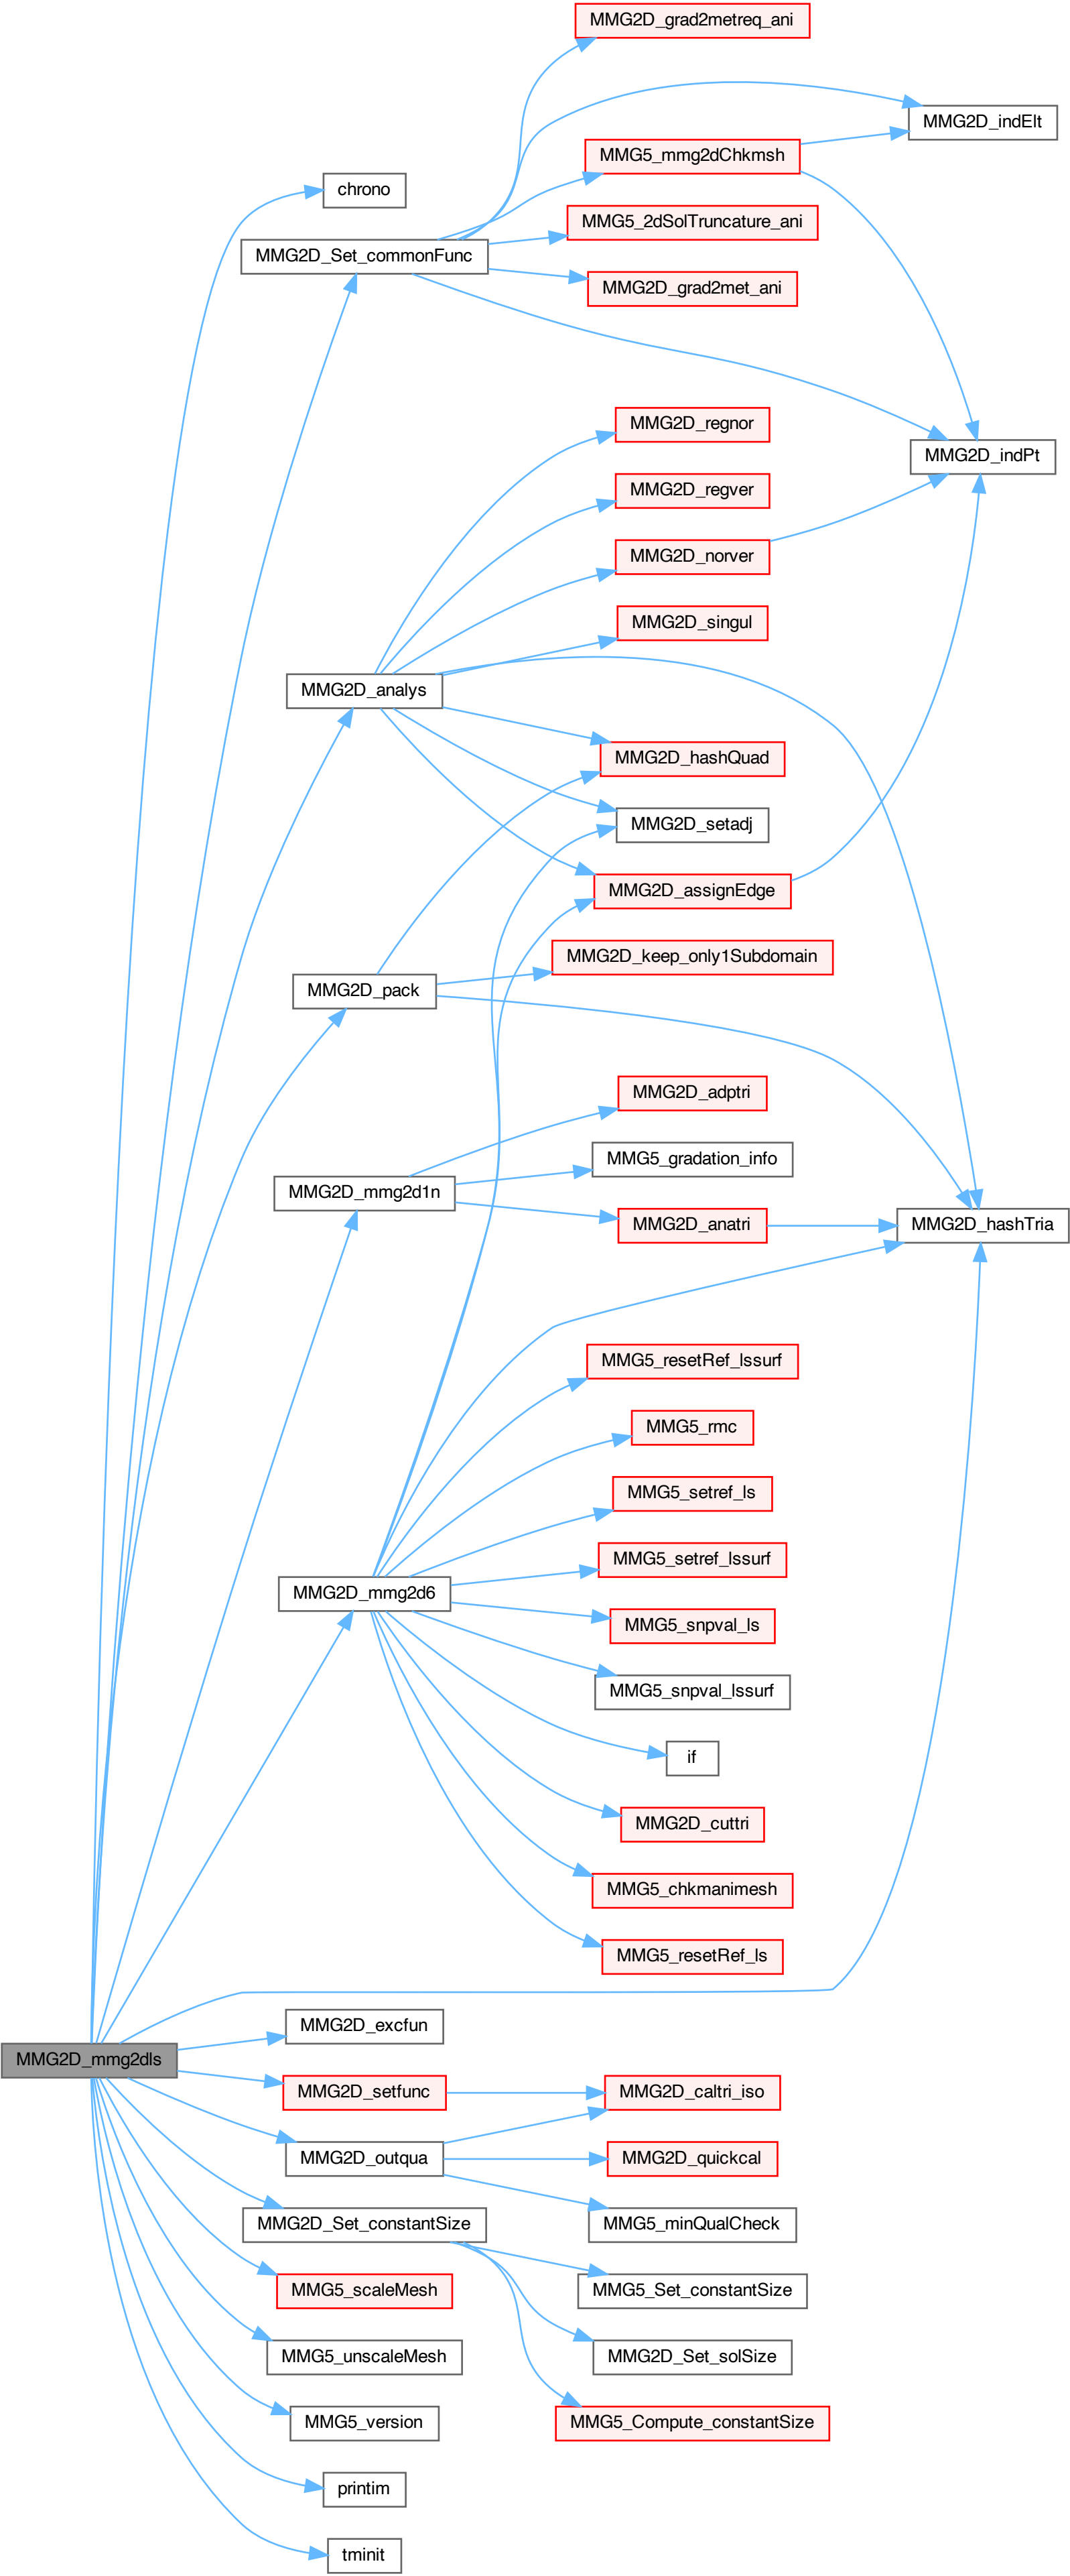 MMG2D_grad2metreq_ani
MMG2D_indElt
MMG5_mmg2dChkmsh
chrono
MMG5_2dSolTruncature_ani
MMG2D_Set_commonFunc
MMG2D_grad2met_ani
MMG2D_regnor
MMG2D_indPt
MMG2D_regver
MMG2D_norver
MMG2D_singul
MMG2D_analys
MMG2D_hashQuad
MMG2D_setadj
MMG2D_assignEdge
MMG2D_keep_only1Subdomain
MMG2D_pack
MMG2D_adptri
MMG5_gradation_info
MMG2D_mmg2d1n
MMG2D_anatri
MMG2D_hashTria
MMG5_resetRef_lssurf
MMG5_rmc
MMG5_setref_ls
MMG5_setref_lssurf
MMG2D_mmg2d6
MMG5_snpval_ls
MMG5_snpval_lssurf
if
MMG2D_cuttri
MMG5_chkmanimesh
MMG5_resetRef_ls
MMG2D_excfun
MMG2D_mmg2dls
MMG2D_setfunc
MMG2D_caltri_iso
MMG2D_outqua
MMG2D_quickcal
MMG2D_Set_constantSize
MMG5_minQualCheck
MMG5_scaleMesh
MMG5_Set_constantSize
MMG5_unscaleMesh
MMG2D_Set_solSize
MMG5_version
MMG5_Compute_constantSize
printim
tminit